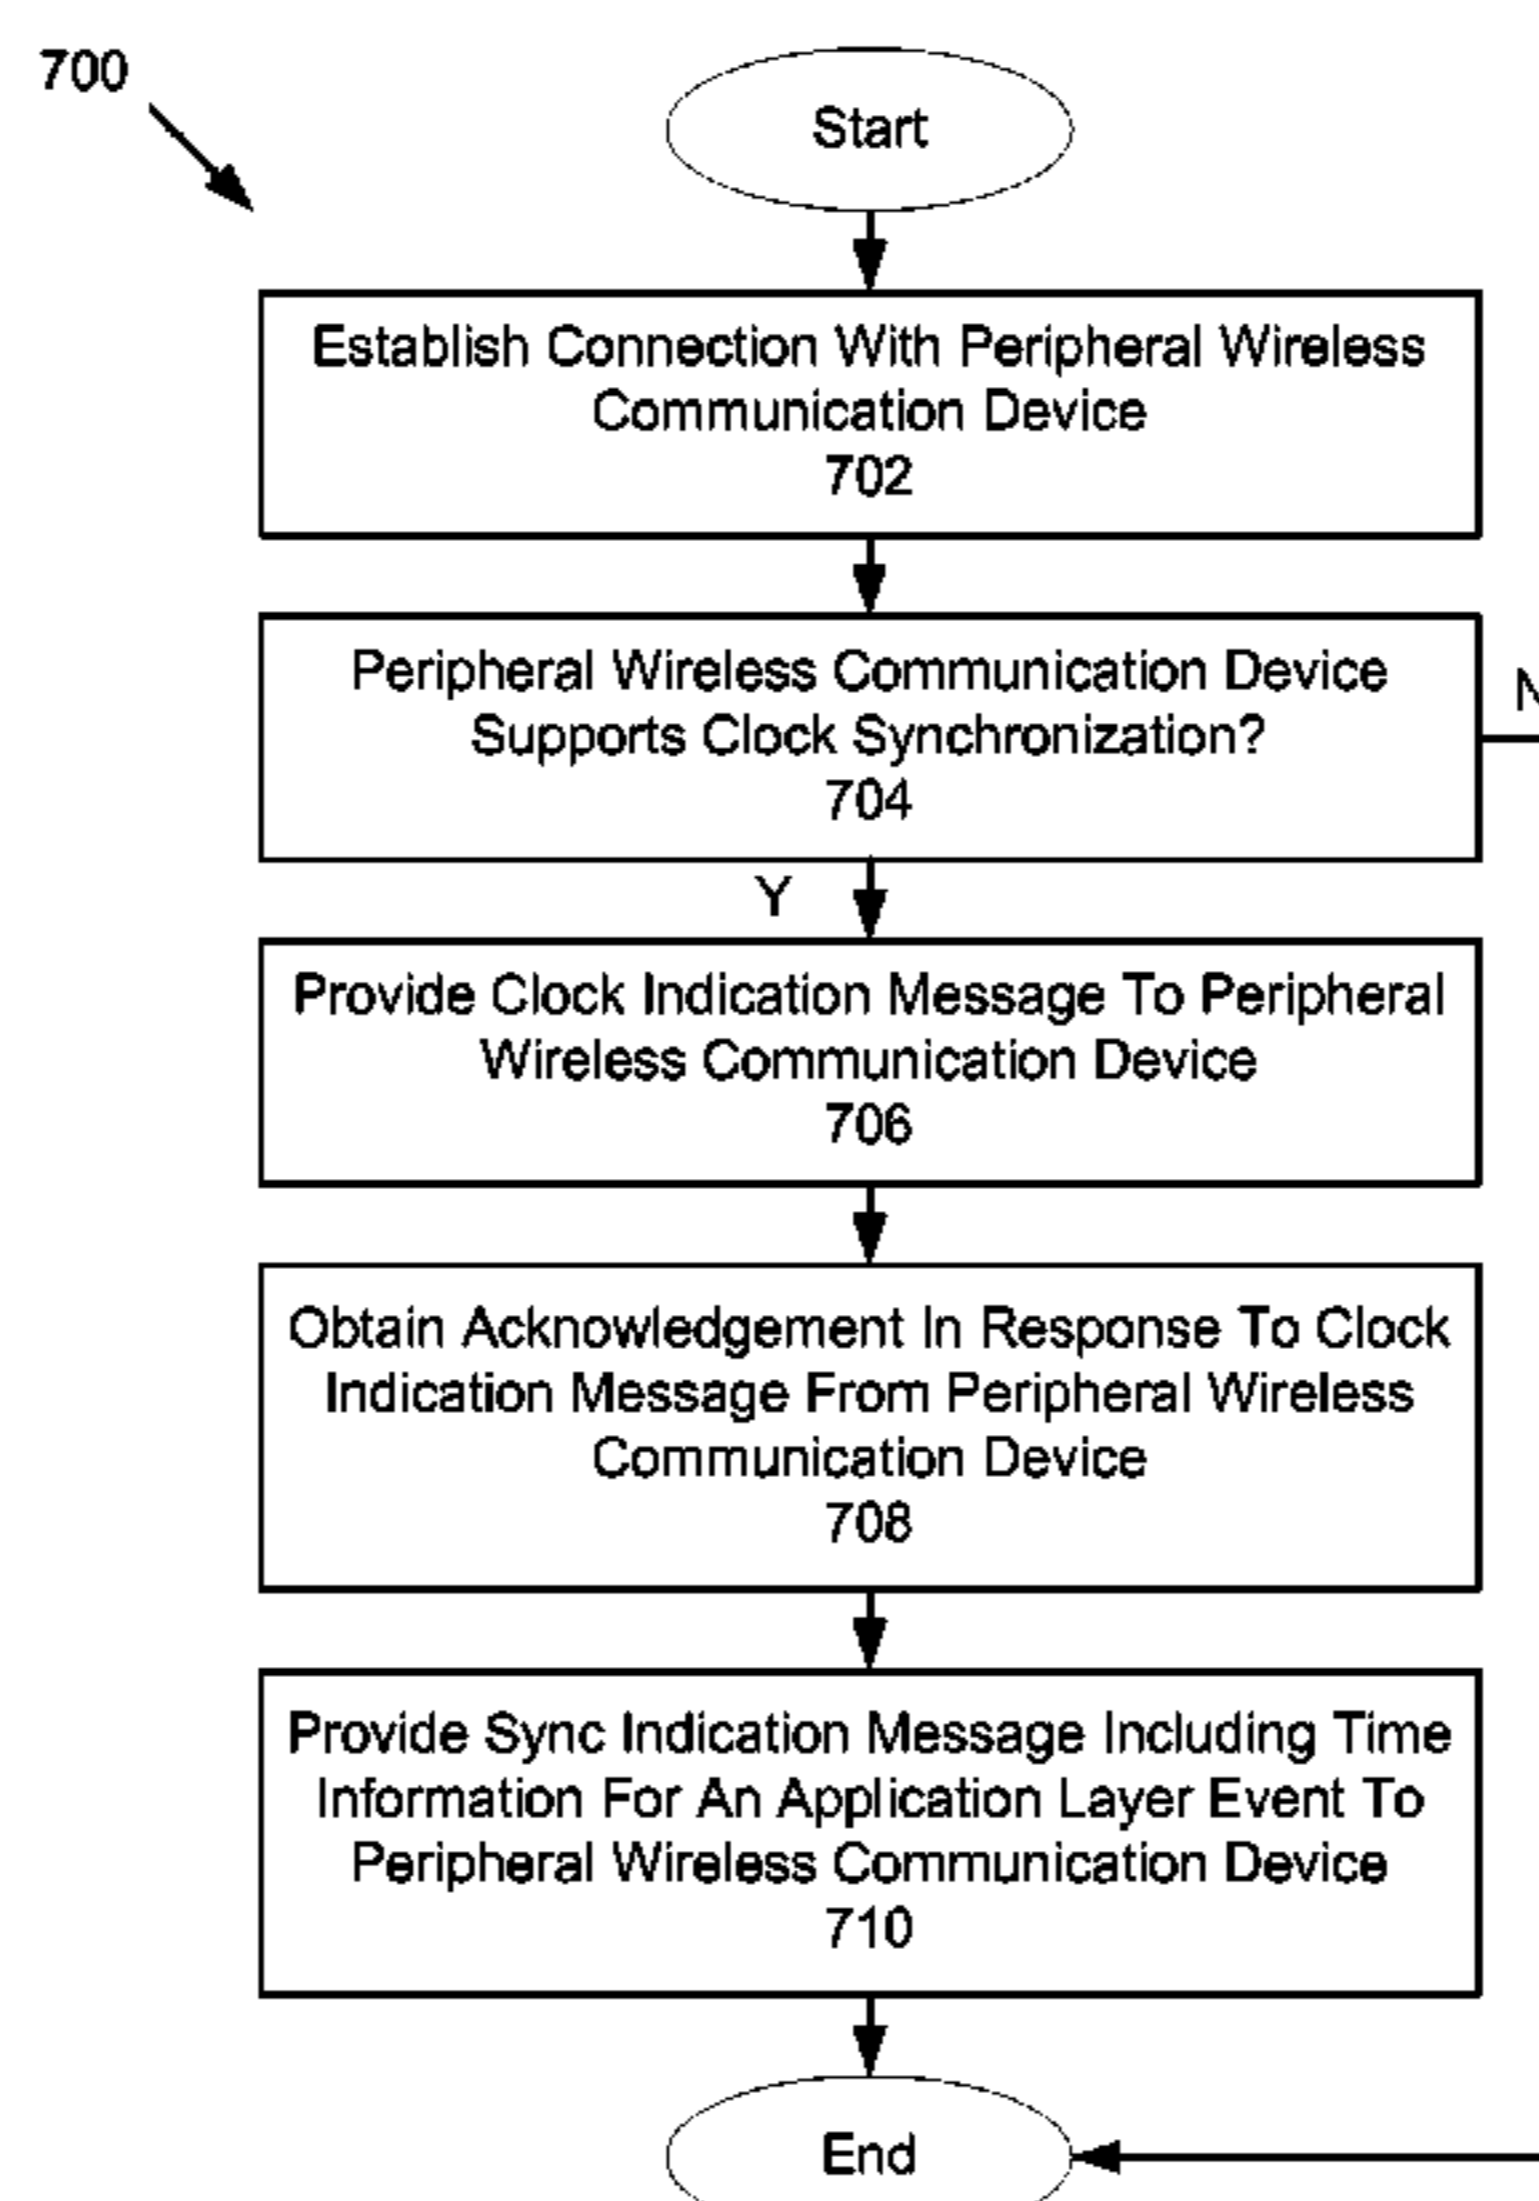 700
Start
Establish Connection With Peripheral Wireless
Communication Device
702
Peripheral Wireless Communication Device
Supports Clock Synchronization?
704
N
Y
Provide Clock Indication Message To Peripheral
Wireless Communication Device
706
Obtain Acknowledgement In Response To Clock
Indication Message From Peripheral Wireless
Communication Device
708
Provide Sync Indication Message Including Time
Information For An Application Layer Event To
Peripheral Wireless Communication Device
710
End